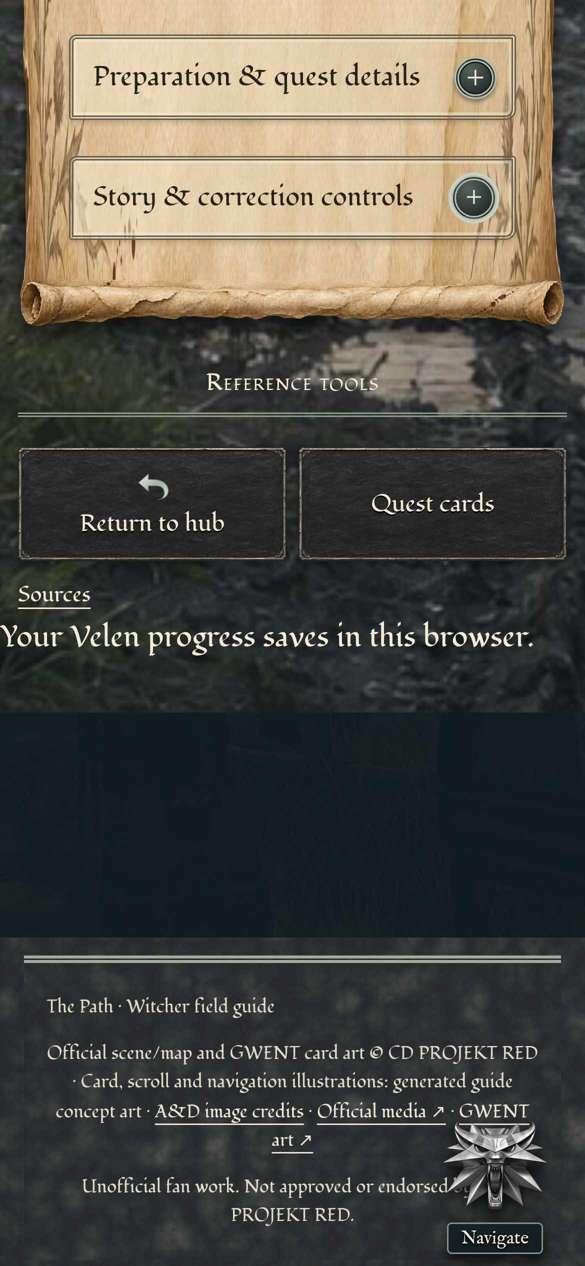 Preparation & quest details
Story & correction controls
Reference tools
Return to hub
Quest cards
Sources
Your Velen progress saves in this browser.
The Path · Witcher field guide
Official scene/map and GWENT card art © CD PROJEKT RED
· Card, scroll and navigation illustrations: generated guide
concept art · A&D image credits · Official media ↗ · GWENT
art ↗
Unofficial fan work. Not approved or endorsed
PROJEKT RED.
Navigate